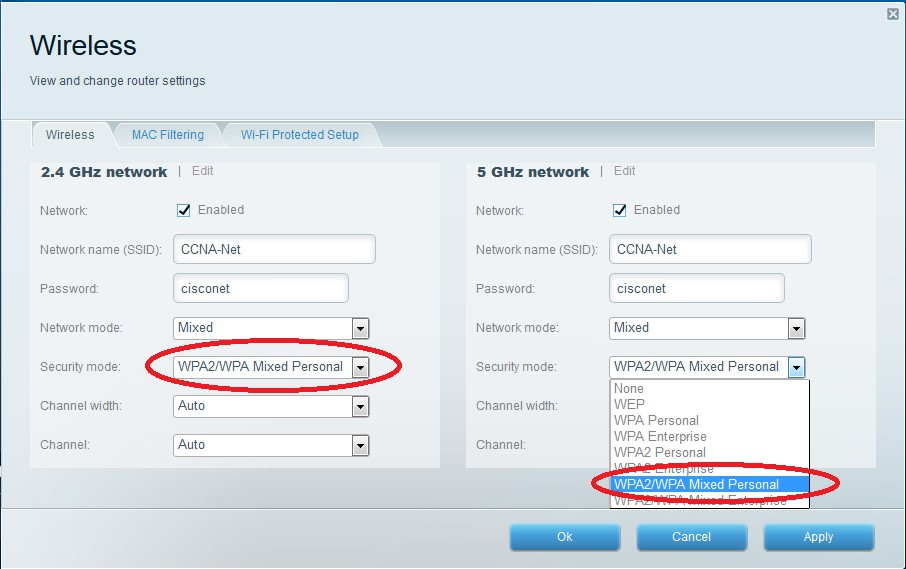 Wireless
View and change router settings
Wireless MAC Filtering Wi-Fi Protected Setup
2.4 GHz network | Edit
Network: Enabled
Network name (SSID): CCNA-Net
Password: cisconet
Network mode: Mixed
Security mode: WPA2/WPA Mixed Personal
Channel width: Auto
Channel: Auto
5 GHz network | Edit
Network: Enabled
Network name (SSID): CCNA-Net
Password: cisconet
Network mode: Mixed
Security mode: WPA2/WPA Mixed Personal
None
WEP
WPA Personal
WPA Enterprise
WPA2 Personal
WPA2 Enterprise
WPA2/WPA Mixed Personal
WPA2/WPA Mixed Enterprise
Channel width:
Channel:
Ok Cancel Apply